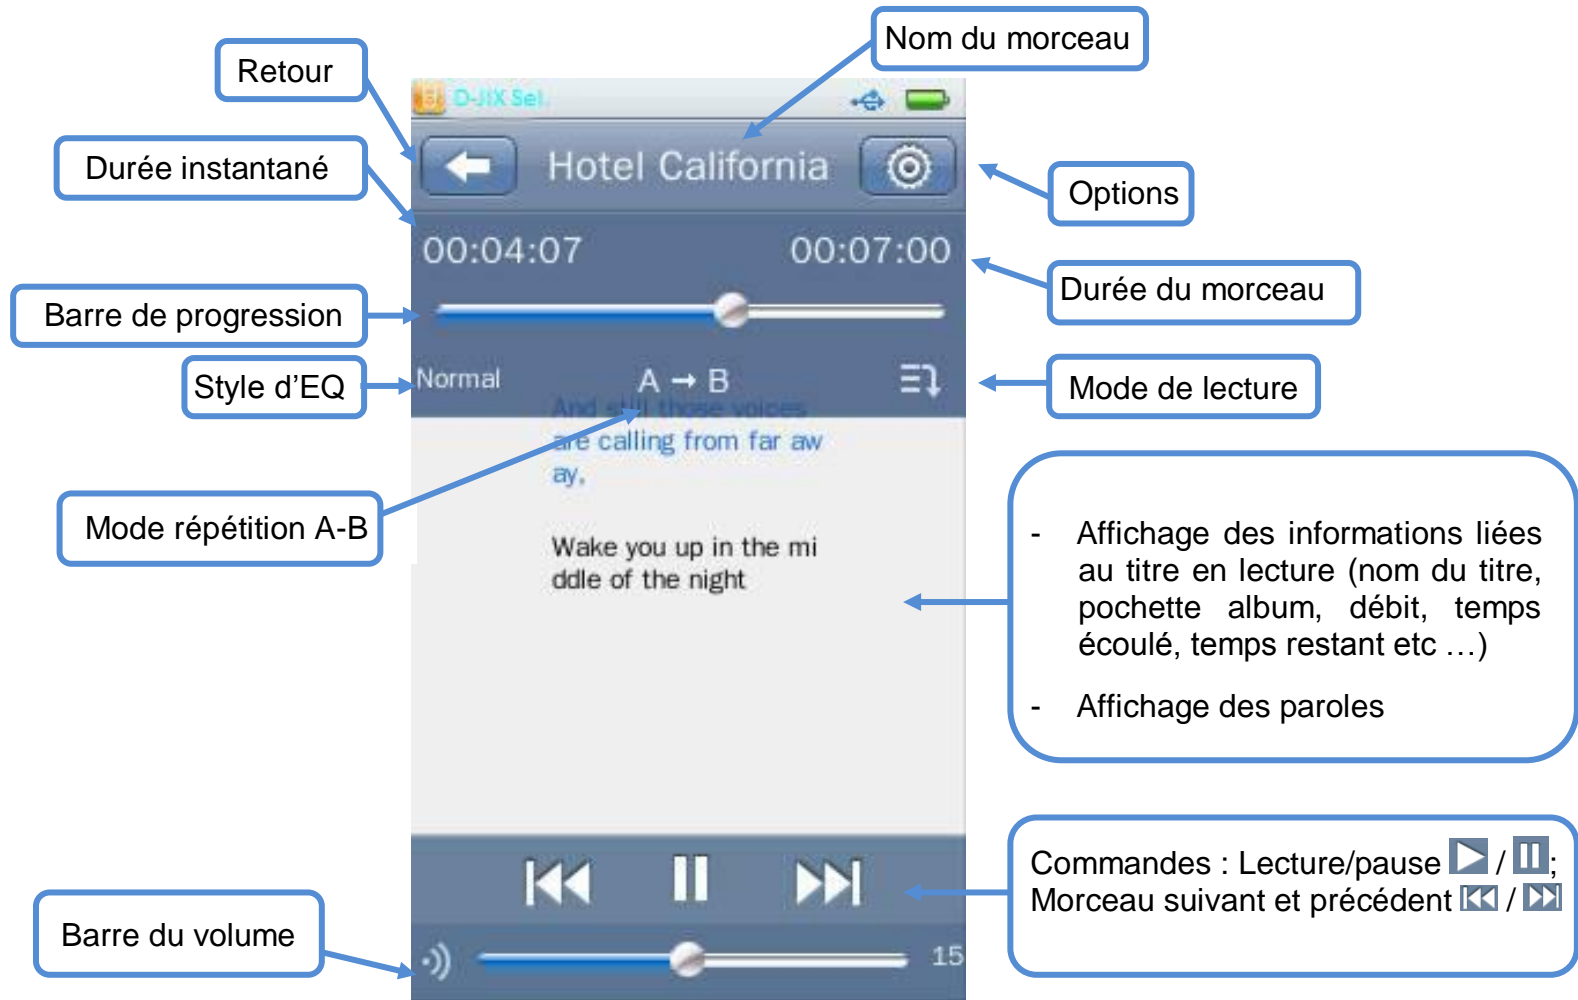 Nom du morceau
Retour
D-JIX Sel.
Durée instantané
Hotel California
Options
00:04:07
00:07:00
Durée du morceau
Barre de progression
Style d’EQ
Normal
A → B
Mode de lecture
And still those voices
are calling from far aw
ay,
Mode répétition A-B
Wake you up in the mi
ddle of the night
- Affichage des informations liées
au titre en lecture (nom du titre,
pochette album, débit, temps
écoulé, temps restant etc …)
- Affichage des paroles
Commandes : Lecture/pause / ;
Morceau suivant et précédent /
Barre du volume
15